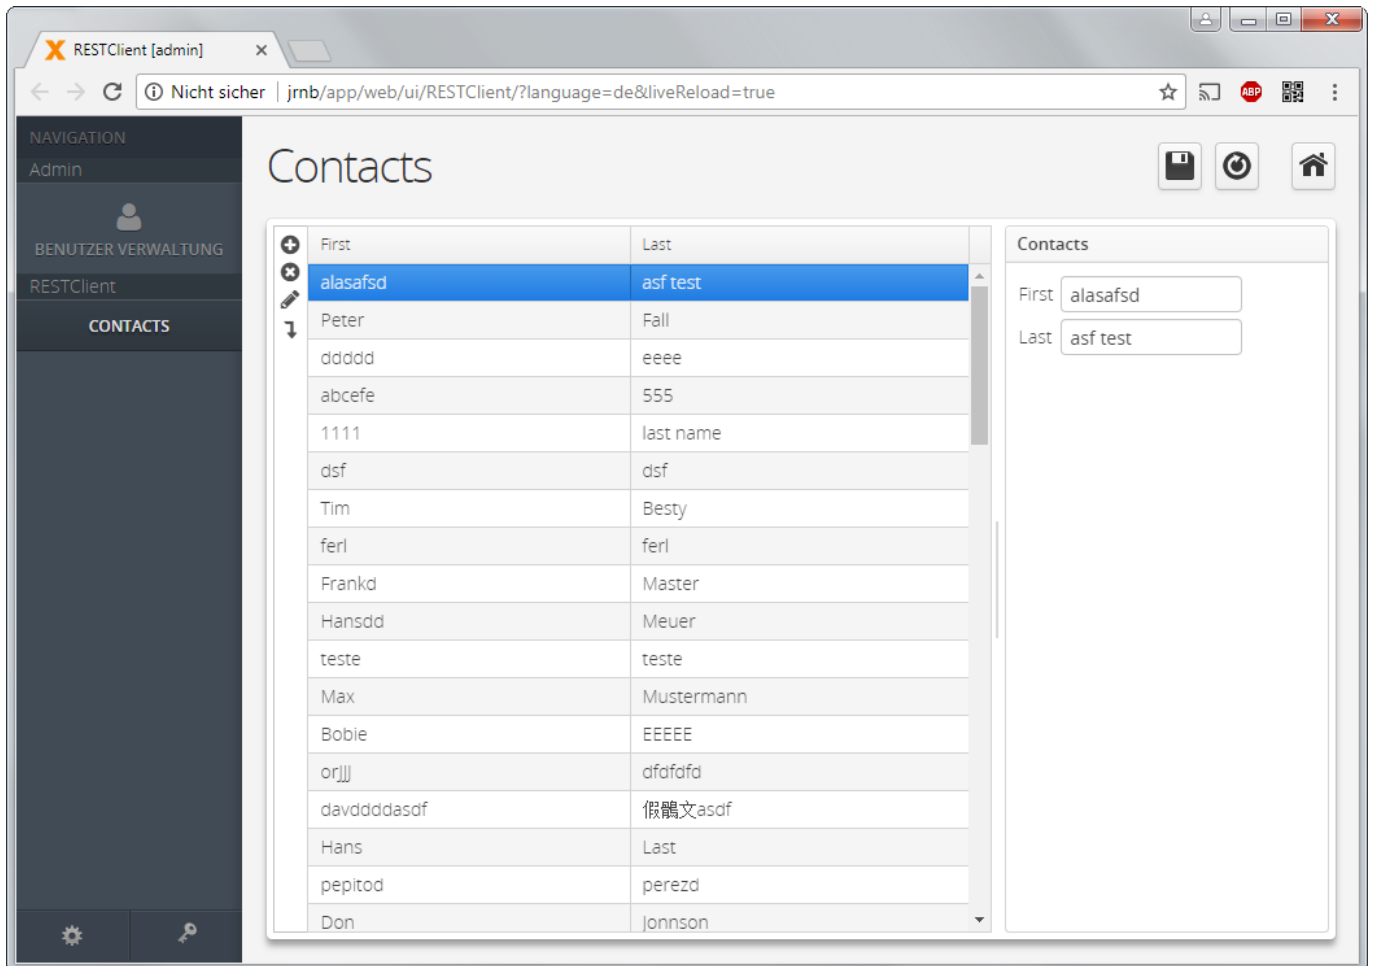 RESTClient [admin]
Nicht sicher | jrnb/app/web/ui/RESTClient/?language=de&liveReload=true
ABP
NAVIGATION
Admin
BENUTZER VERWALTUNG
RESTClient
CONTACTS
Contacts
First Last
alasafsd asf test
Peter Fall
ddddd eeee
abcefe 555
1111 last name
dsf dsf
Tim Besty
ferl ferl
Frankd Master
Hansdd Meuer
teste teste
Max Mustermann
Bobie EEEEE
orjjj dfdfdfd
davddddasdf 假鶻文asdf
Hans Last
pepitod perezd
Don Jonnson
Contacts
First alasafsd
Last asf test